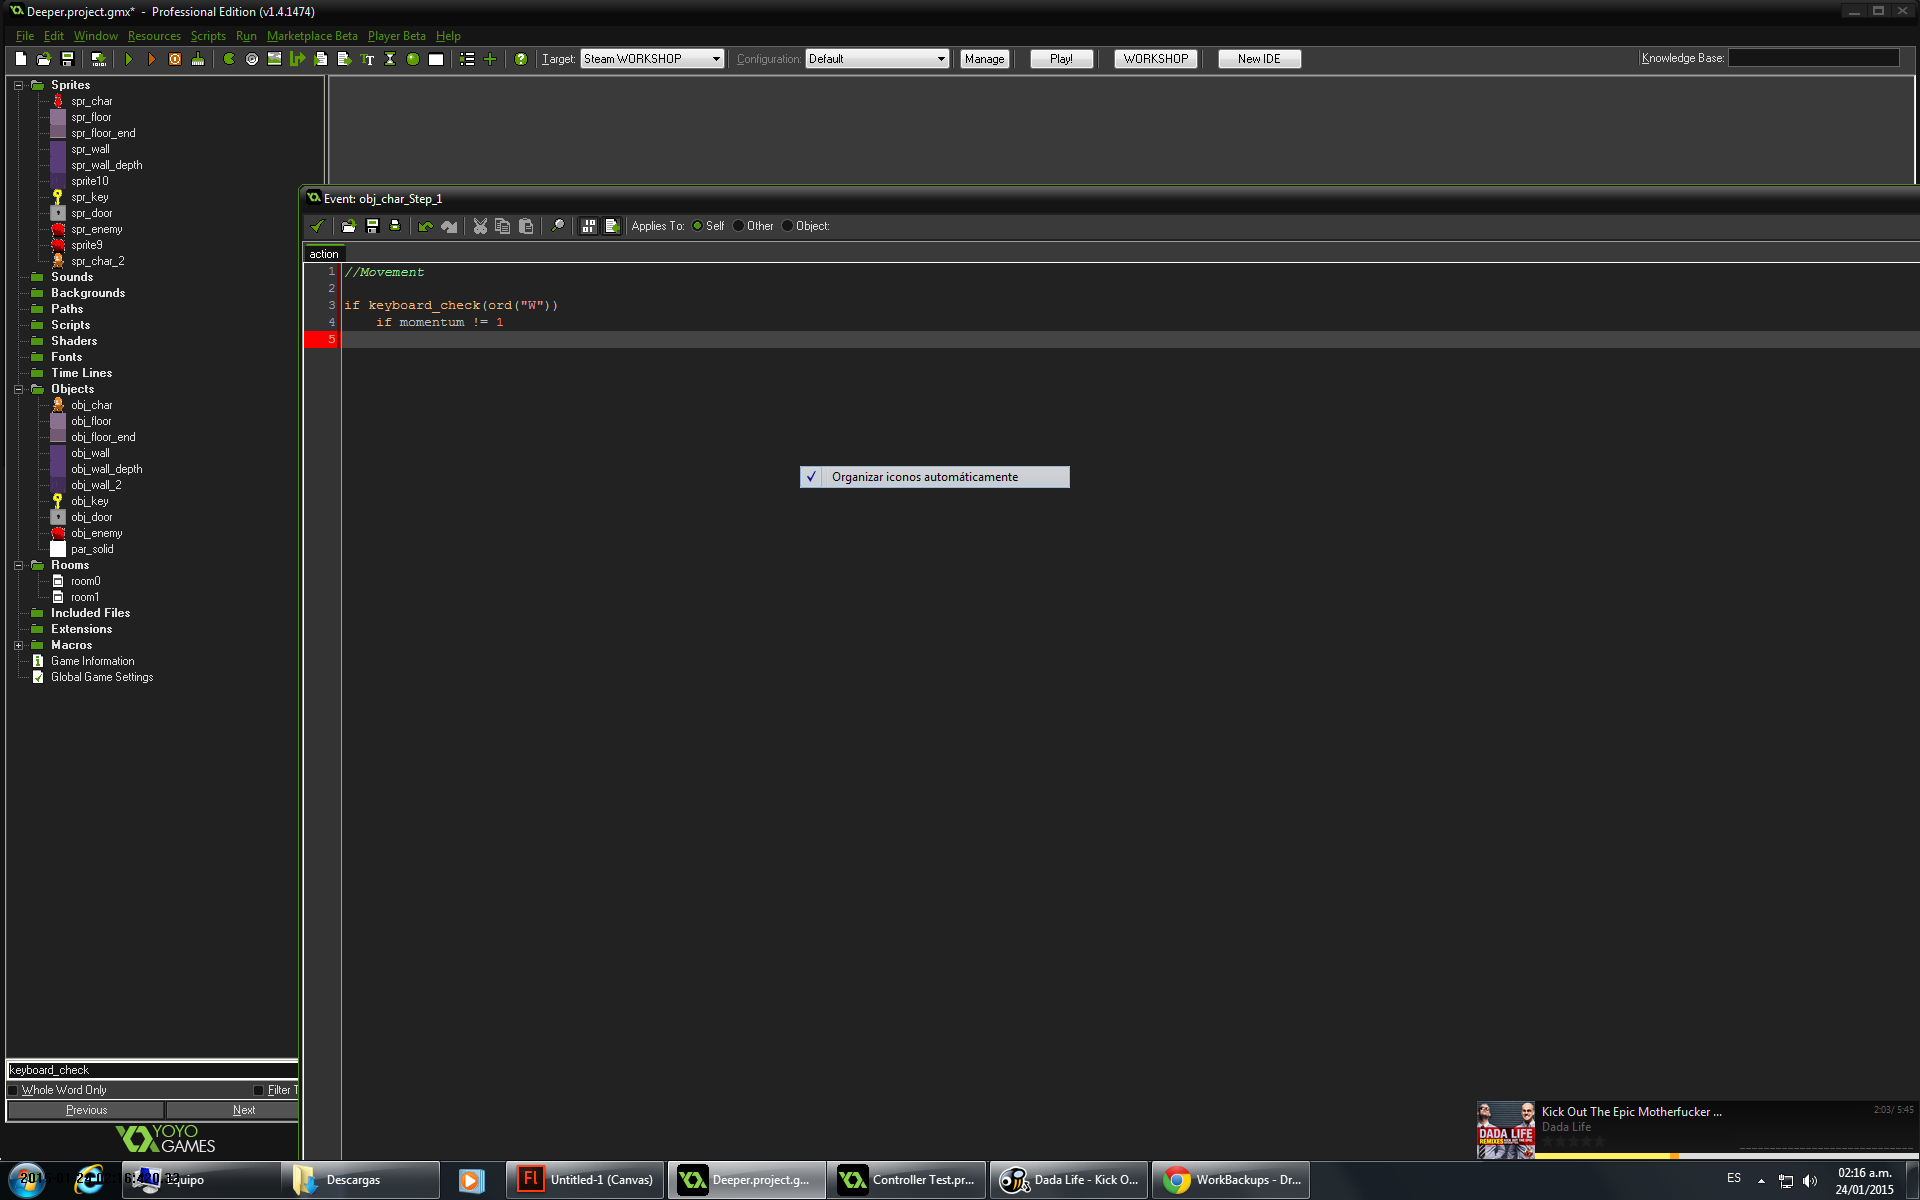 Deeper.project.gmx* - Professional Edition (v1.4.1474)
File Edit Window Resources Scripts Run Marketplace Beta Player Beta Help
Target: Steam WORKSHOP Configuration: Default Manage Play! WORKSHOP New IDE Knowledge Base:
Sprites
spr_char
spr_floor
spr_floor_end
spr_wall
spr_wall_depth
sprite10
spr_key
spr_door
spr_enemy
sprite9
spr_char_2
Sounds
Backgrounds
Paths
Scripts
Shaders
Fonts
Time Lines
Objects
obj_char
obj_floor
obj_floor_end
obj_wall
obj_wall_depth
obj_wall_2
obj_key
obj_door
obj_enemy
par_solid
Rooms
room0
room1
Included Files
Extensions
Macros
Game Information
Global Game Settings
keyboard_check
Whole Word Only Filter T
Previous Next
YOYO
GAMES
Event: obj_char_Step_1
Applies To: Self Other Object:
action
1 //Movement
2
3 if keyboard_check(ord("W"))
4 if momentum != 1
5
Organizar iconos automáticamente
Kick Out The Epic Motherfucker ... 2:03/ 5:45
Dada Life
DADA LIFE
Equipo
Descargas
Fl Untitled-1 (Canvas)
Deeper.project.g...
Controller Test.pr...
Dada Life - Kick O...
WorkBackups - Dr...
ES
02:16 a.m.
24/01/2015